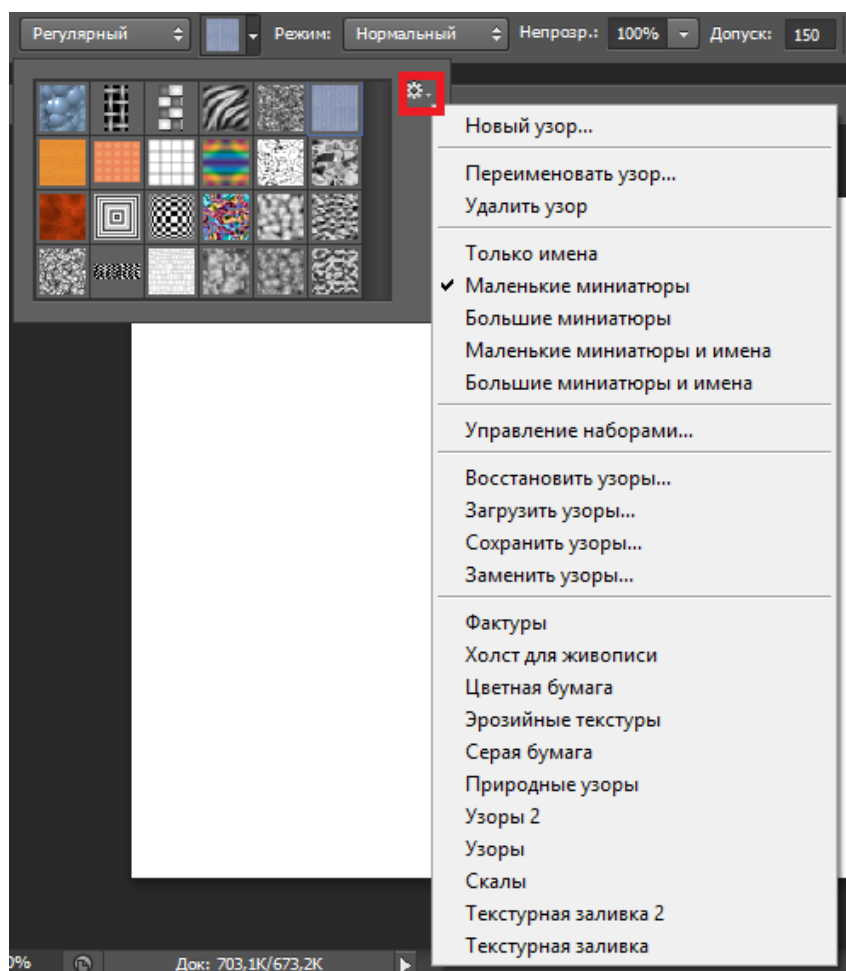 Регулярный Режим: Нормальный Непрозр.: 100% Допуск: 150
Новый узор...
Переименовать узор...
Удалить узор
Только имена
Маленькие миниатюры
Большие миниатюры
Маленькие миниатюры и имена
Большие миниатюры и имена
Управление наборами...
Восстановить узоры...
Загрузить узоры...
Сохранить узоры...
Заменить узоры...
Фактуры
Холст для живописи
Цветная бумага
Эрозийные текстуры
Серая бумага
Природные узоры
Узоры 2
Узоры
Скалы
Текстурная заливка 2
Текстурная заливка
0% Док: 703,1K/673,2K